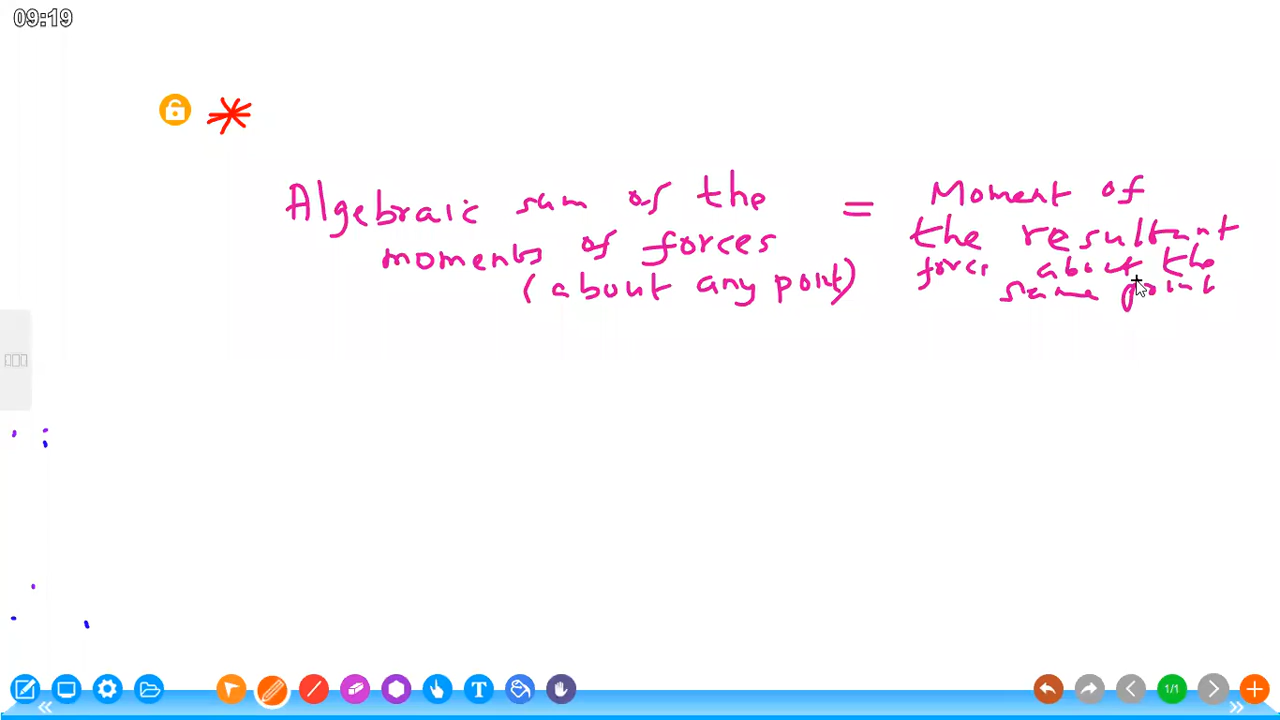 09:19
Algebraic sum of the
moments of forces
(about any point)
=
Moment of
the resultant
force about the
same point
1/1
T